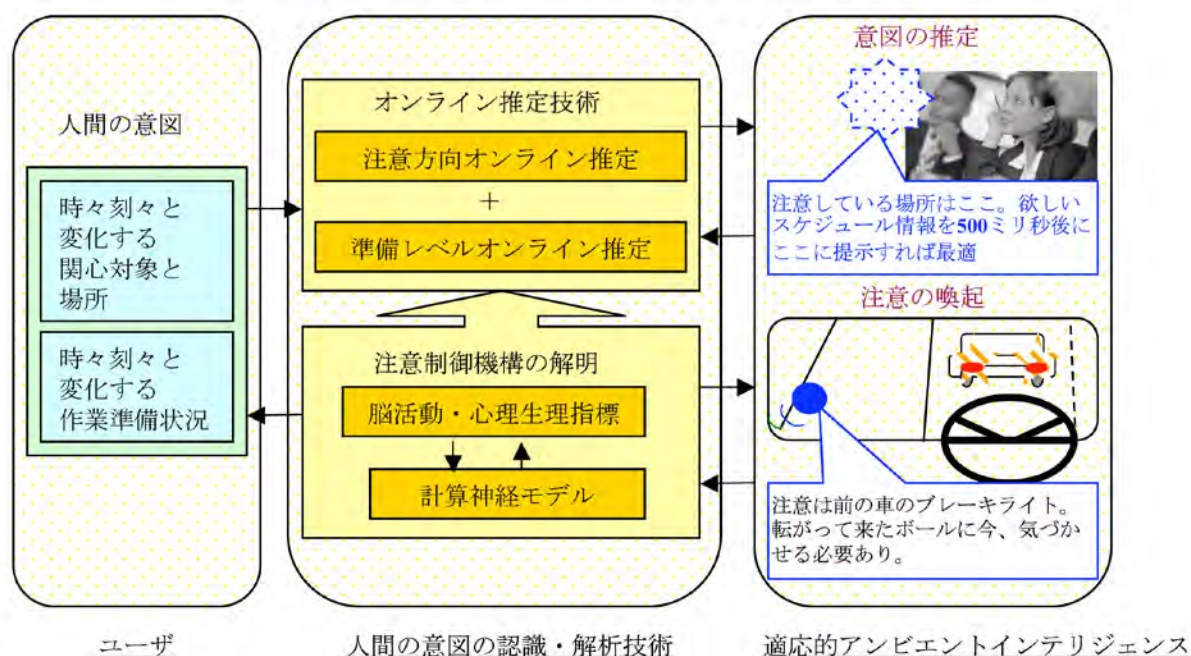 人間の意図
時々刻々と
変化する
関心対象と
場所
時々刻々と
変化する
作業準備状況
ユーザ
オンライン推定技術
注意方向オンライン推定
+
準備レベルオンライン推定
注意制御機構の解明
脳活動・心理生理指標
計算神経モデル
人間の意図の認識・解析技術
意図の推定
注意している場所はここ。欲しい
スケジュール情報を500ミリ秒後に
ここに提示すれば最適
注意の喚起
注意は前の車のブレーキライト。
転がって来たボールに今、気づか
せる必要あり。
適応的アンビエントインテリジェンス